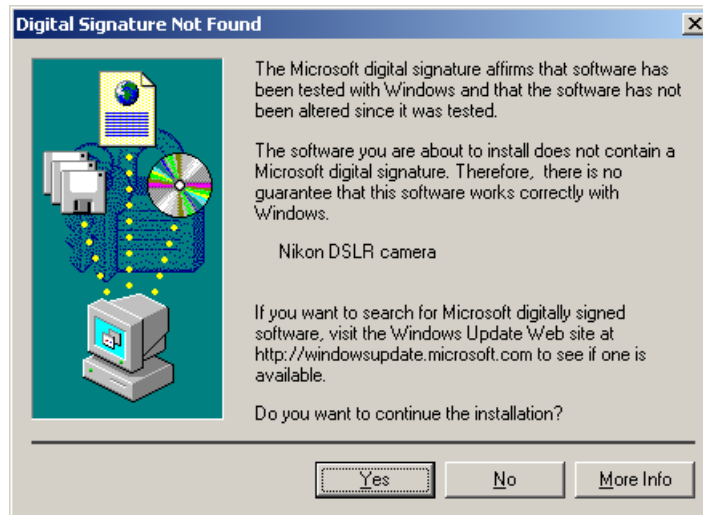 Digital Signature Not Found
The Microsoft digital signature affirms that software has
been tested with Windows and that the software has not
been altered since it was tested.
The software you are about to install does not contain a
Microsoft digital signature. Therefore,  there is no
guarantee that this software works correctly with
Windows.
Nikon DSLR camera
If you want to search for Microsoft digitally signed
software, visit the Windows Update Web site at
http://windowsupdate.microsoft.com to see if one is
available.
Do you want to continue the installation?
Yes
No
More Info